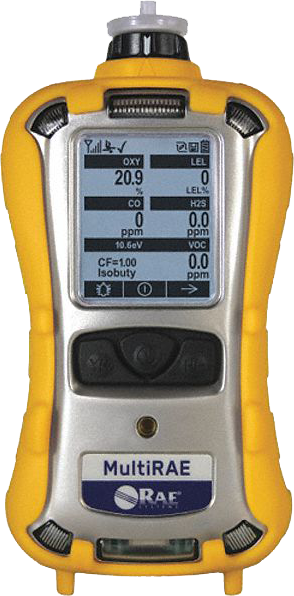 OXY LEL
20.9 0
% LEL%
CO H2S
0 0.0
ppm ppm
10.6eV VOC
CF=1.00 0.0
Isobuty ppm
MultiRAE
RAE
SYSTEMS